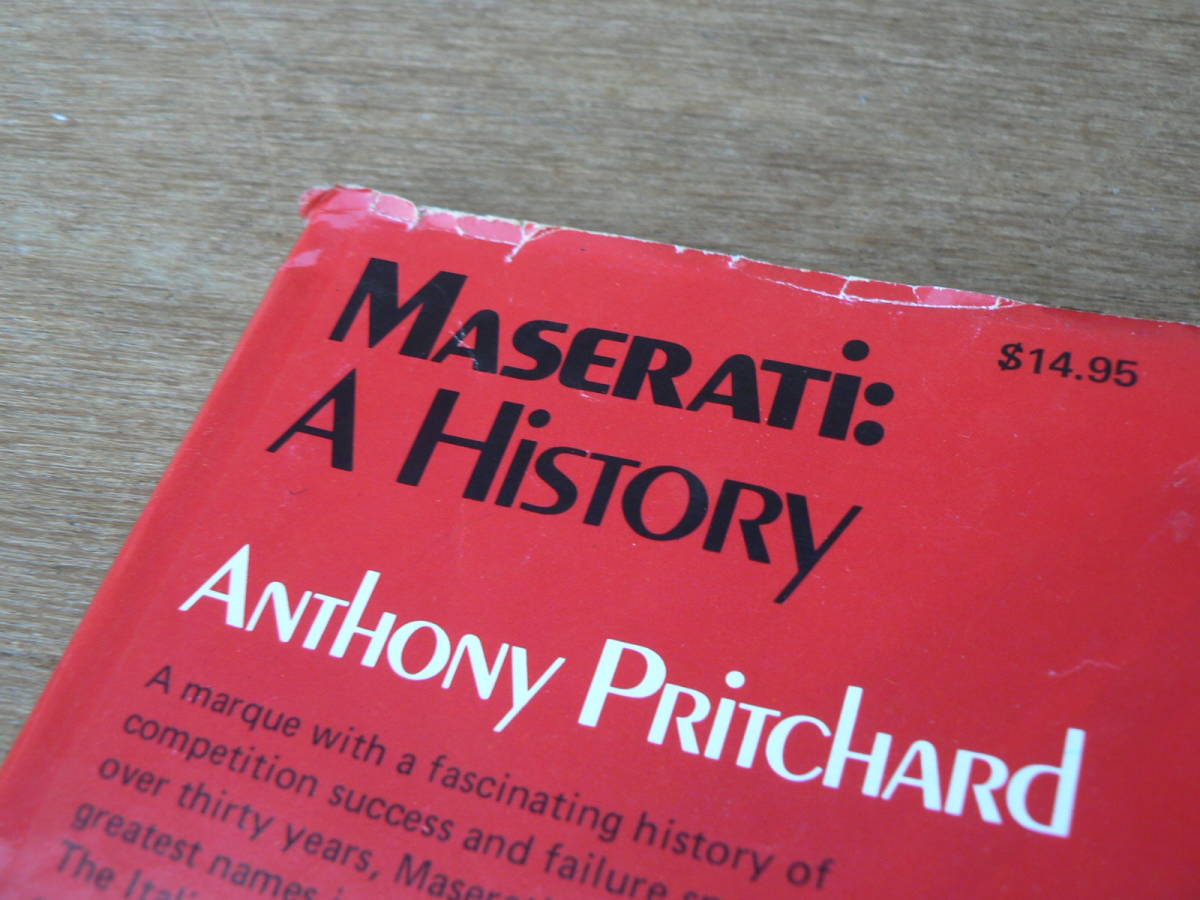 Maserati:
$14.95
A History
Anthony Pritchard
A marque with a fascinating history of
competition success and failure
over thirty years,
greatest names
The